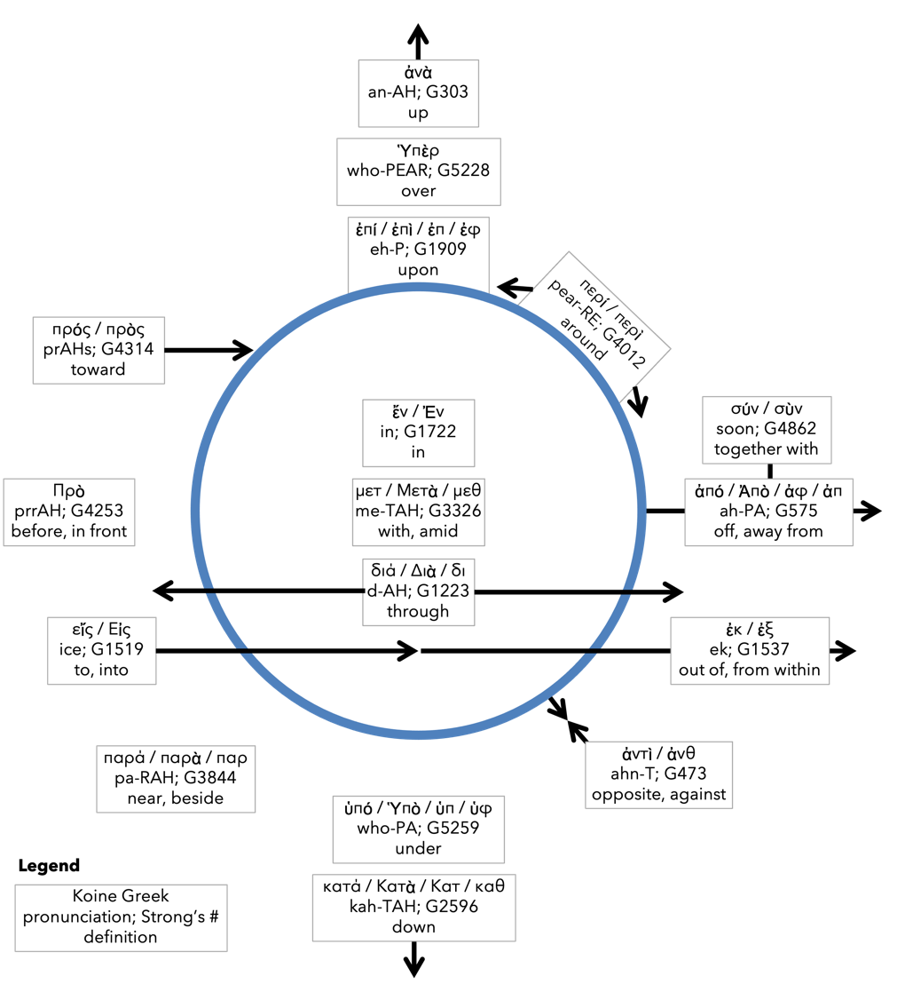 ἀνὰ
an-AH; G303
up
Ὑπὲρ
who-PEAR; G5228
over
ἐπί / ἐπὶ / ἐπ / ἐφ
eh-P; G1909
upon
περί / περὶ
pear-RE; G4012
around
πρός / πρὸς
prAHs; G4314
toward
ἔν / Ἐν
in; G1722
in
σύν / σὺν
soon; G4862
together with
Πρὸ
prrAH; G4253
before, in front
μετ / Μετὰ / μεθ
me-TAH; G3326
with, amid
ἀπό / Ἀπὸ / ἀφ / ἀπ
ah-PA; G575
off, away from
διά / Διὰ / δι
d-AH; G1223
through
εἴς / Εἰς
ice; G1519
to, into
ἐκ / ἐξ
ek; G1537
out of, from within
παρά / παρὰ / παρ
pa-RAH; G3844
near, beside
ἀντὶ / ἀνθ
ahn-T; G473
opposite, against
ὑπό / Ὑπὸ / ὑπ / ὑφ
who-PA; G5259
under
κατά / Κατὰ / Κατ / καθ
kah-TAH; G2596
down
Legend
Koine Greek
pronunciation; Strong’s #
definition